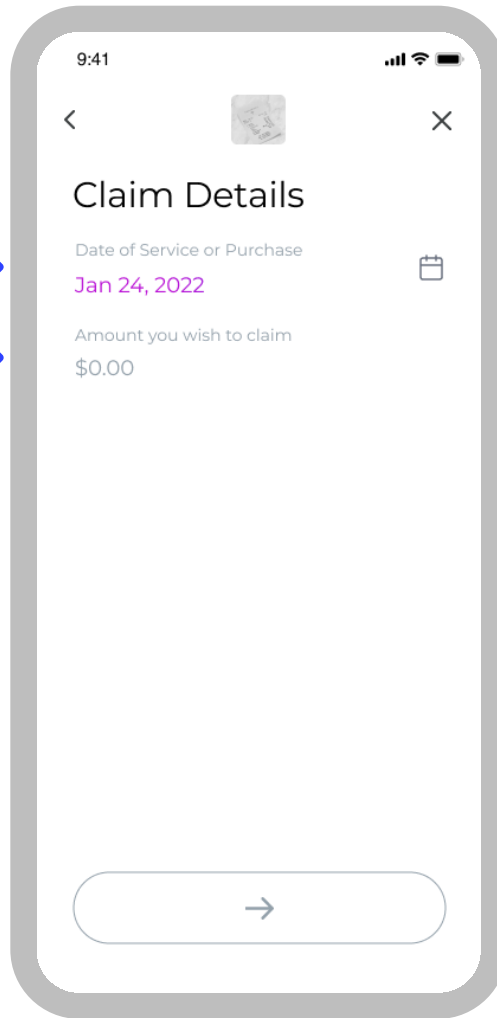 9:41
Claim Details
Date of Service or Purchase
Jan 24, 2022
Amount you wish to claim
$0.00